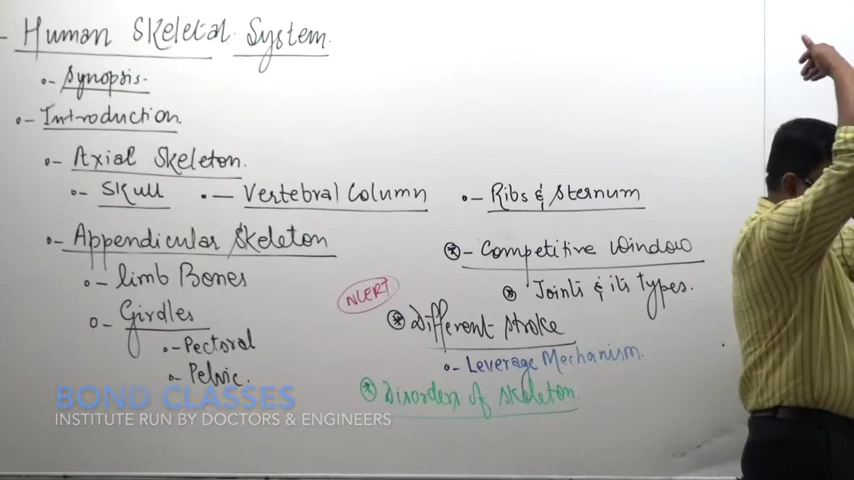 - Human Skeletal System
- Synopsis
- Introduction
- Axial Skeleton
- Skull - Vertebral Column - Ribs & Sternum
- Appendicular Skeleton
- limb Bones
- Girdles
- Pectoral
- Pelvic
- Competitive Window
Joints & its types.
NCERT
Different Stroke
- Leverage Mechanism.
Disorders of Skeleton
BOND CLASSES
INSTITUTE RUN BY DOCTORS & ENGINEERS